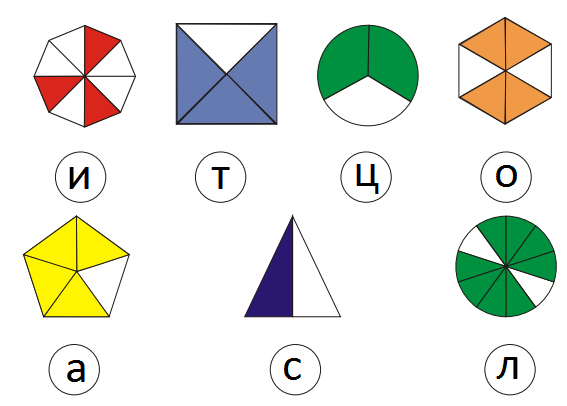 и т ц о
а с л